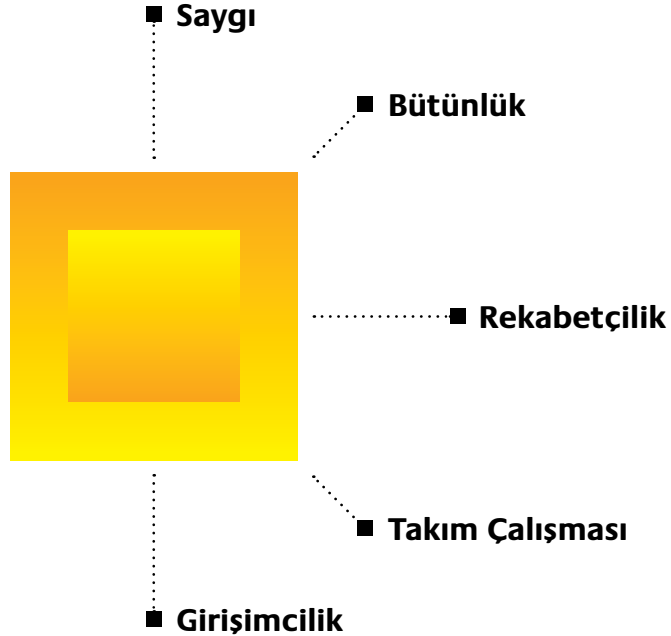 Saygı
Bütünlük
Rekabetçilik
Takım Çalışması
Girişimcilik